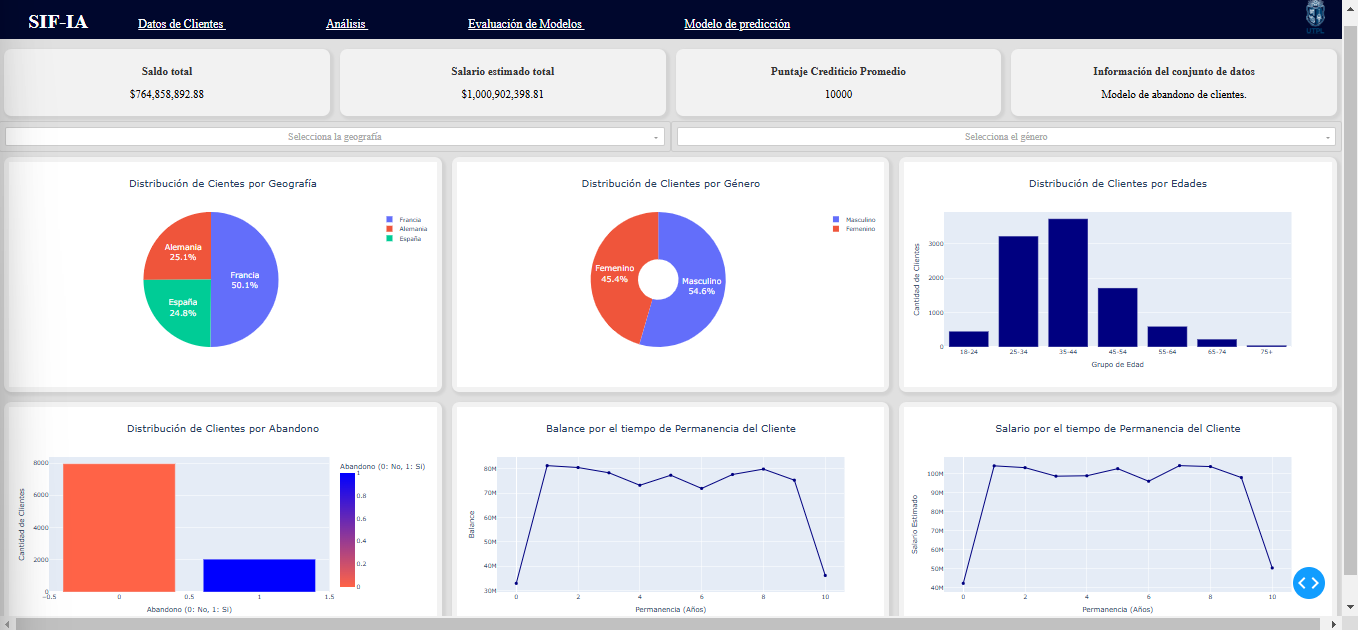 SIF-IA
Datos de Clientes
Análisis
Evaluación de Modelos
Modelo de predicción
UTPL
Saldo total
$764,858,892.88
Salario estimado total
$1,000,902,398.81
Puntaje Crediticio Promedio
10000
Información del conjunto de datos
Modelo de abandono de clientes.
Selecciona la geografía
Selecciona el género
Distribución de Cientes por Geografía
Alemania
25.1%
Francia
50.1%
España
24.8%
Francia
Alemania
España
Distribución de Clientes por Género
Femenino
45.4%
Masculino
54.6%
Masculino
Femenino
Distribución de Clientes por Edades
Cantidad de Clientes
3000
2000
1000
0
18-24
25-34
35-44
45-54
55-64
65-74
75+
Grupo de Edad
Distribución de Clientes por Abandono
Cantidad de Clientes
8000
6000
4000
2000
0
−0.5
0
0.5
1
1.5
Abandono (0: No, 1: Si)
Abandono (0: No, 1: Si)
1
0.8
0.6
0.4
0.2
0
Balance por el tiempo de Permanencia del Cliente
Balance
80M
70M
60M
50M
40M
30M
0
2
4
6
8
10
Permanencia (Años)
Salario por el tiempo de Permanencia del Cliente
Salario Estimado
100M
90M
80M
70M
60M
50M
40M
0
2
4
6
8
10
Permanencia (Años)